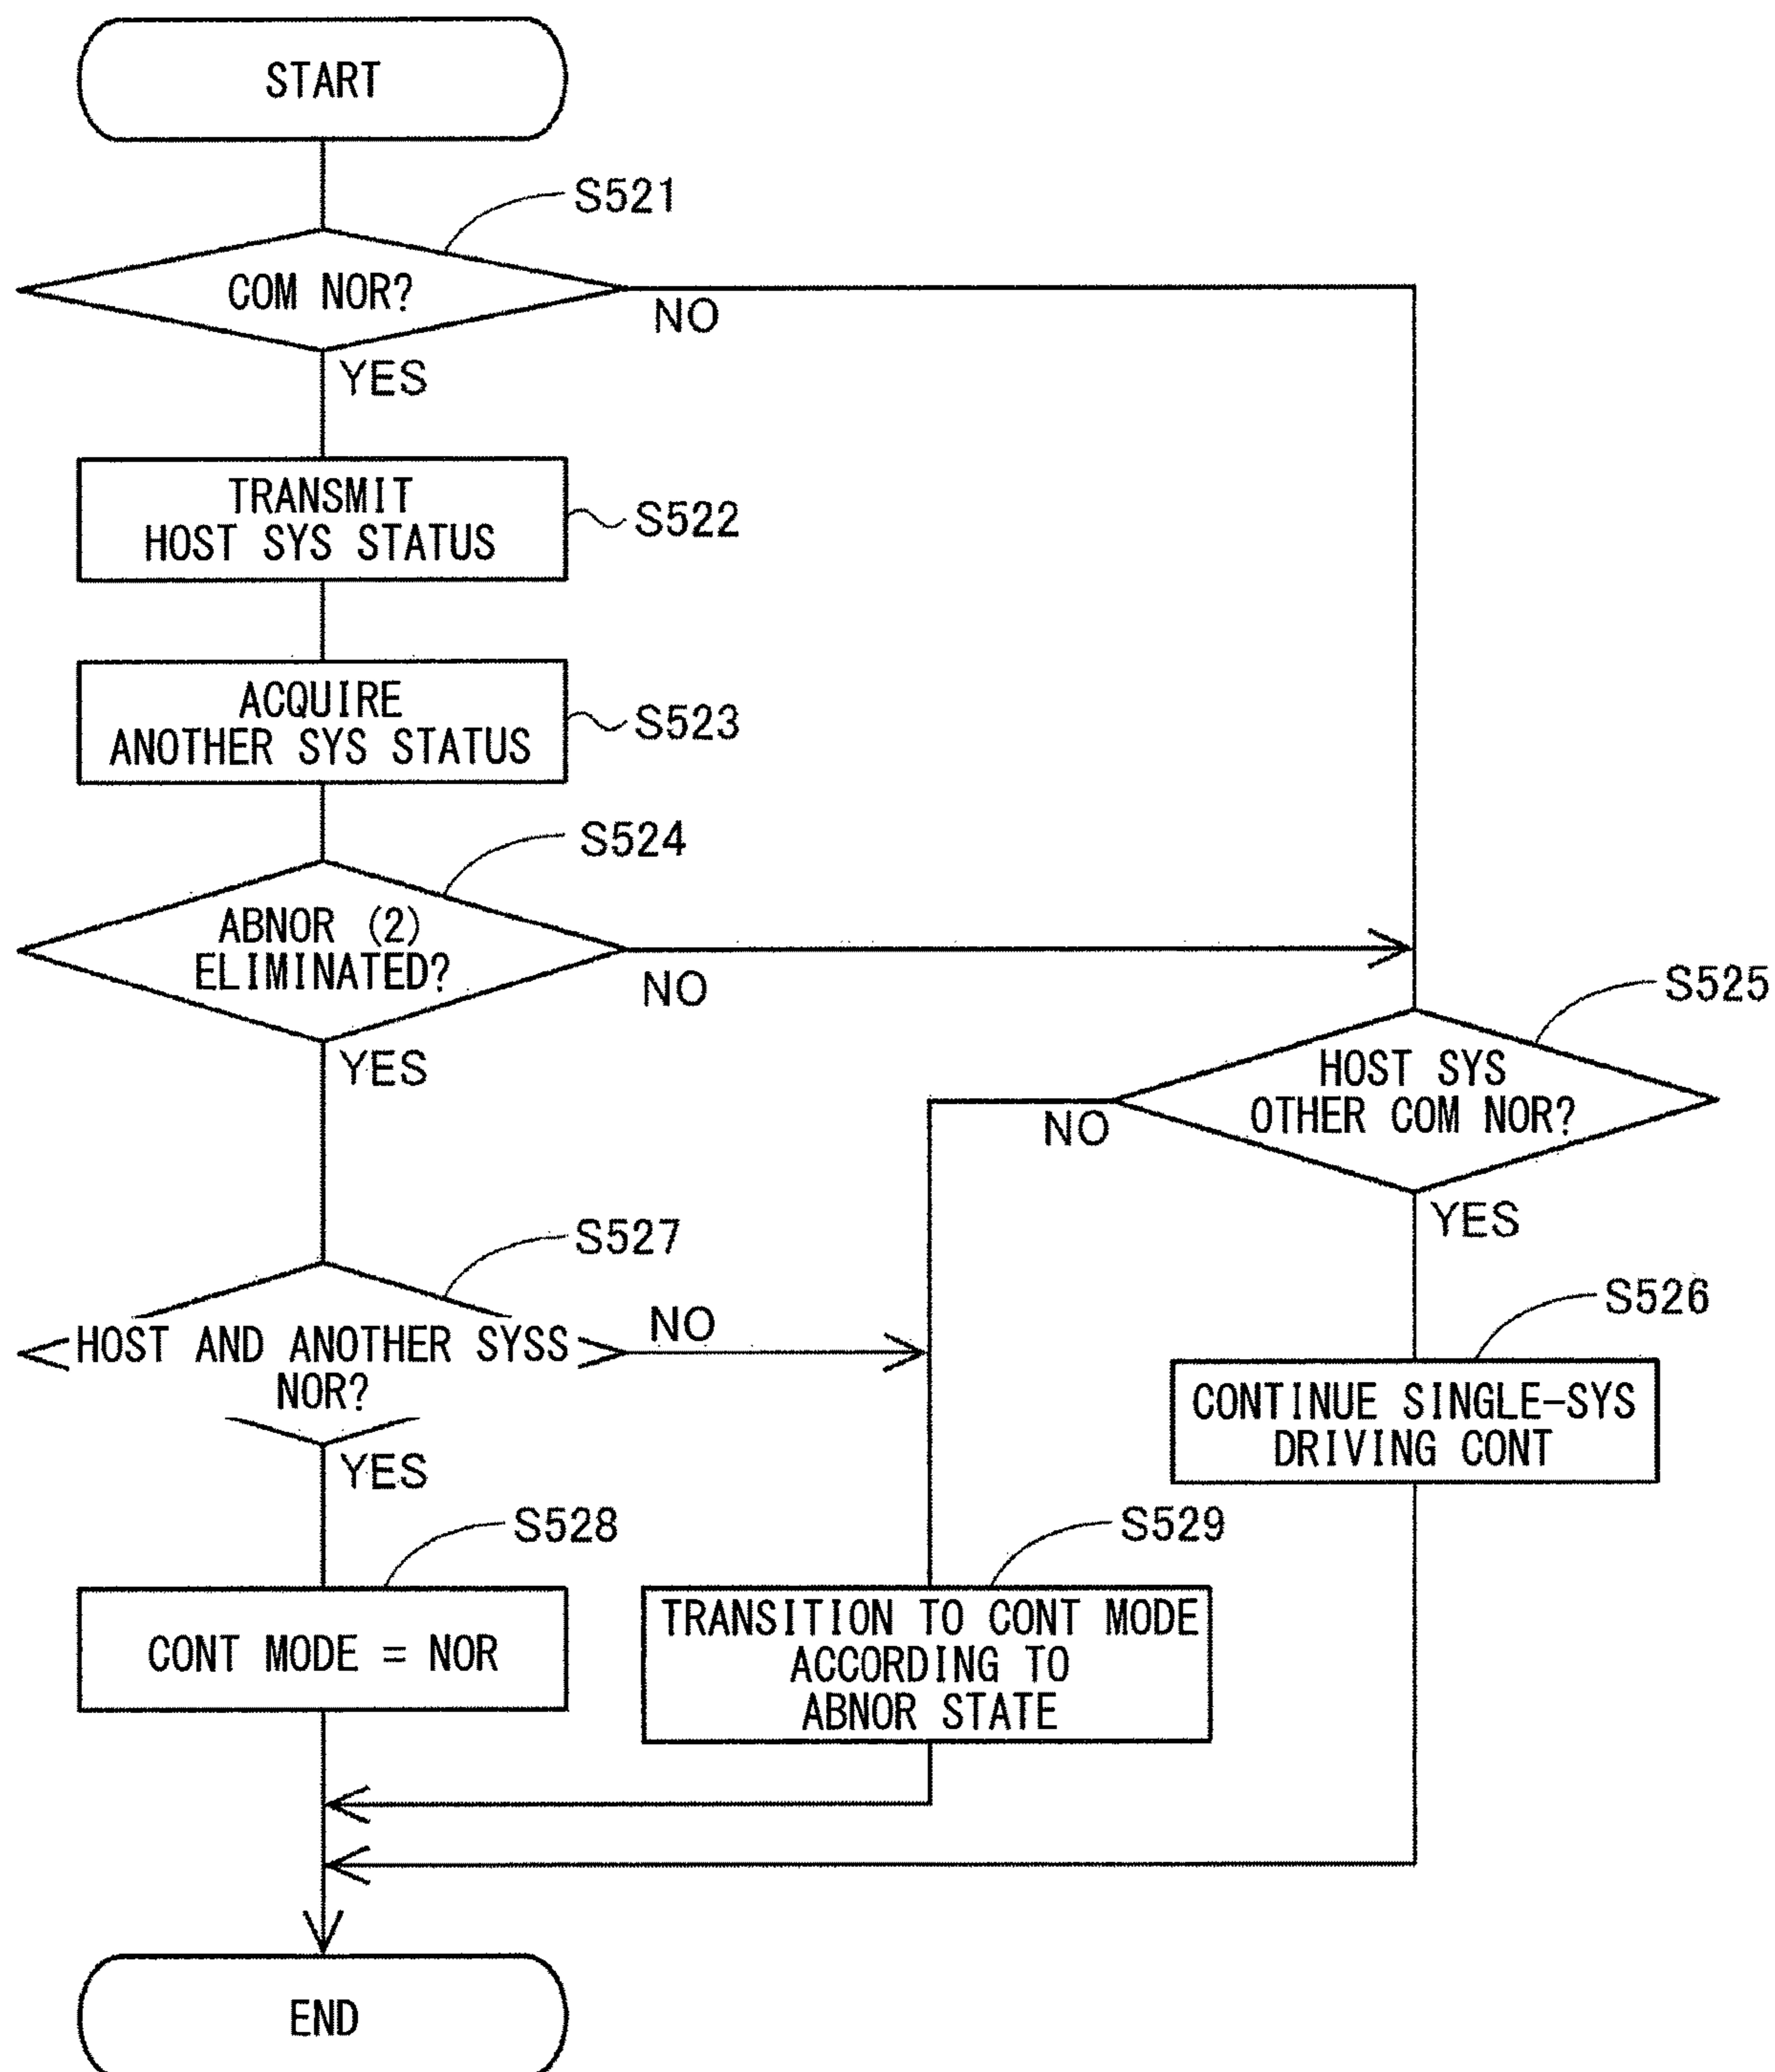 START
S521
COM NOR?
NO
YES
TRANSMIT
HOST SYS STATUS
S522
ACQUIRE
ANOTHER SYS STATUS
S523
S524
ABNOR (2)
ELIMINATED?
NO
YES
S525
HOST SYS
OTHER COM NOR?
NO
YES
S527
HOST AND ANOTHER SYSS
NOR?
NO
YES
S526
CONTINUE SINGLE-SYS
DRIVING CONT
S528
CONT MODE = NOR
S529
TRANSITION TO CONT MODE
ACCORDING TO
ABNOR STATE
END